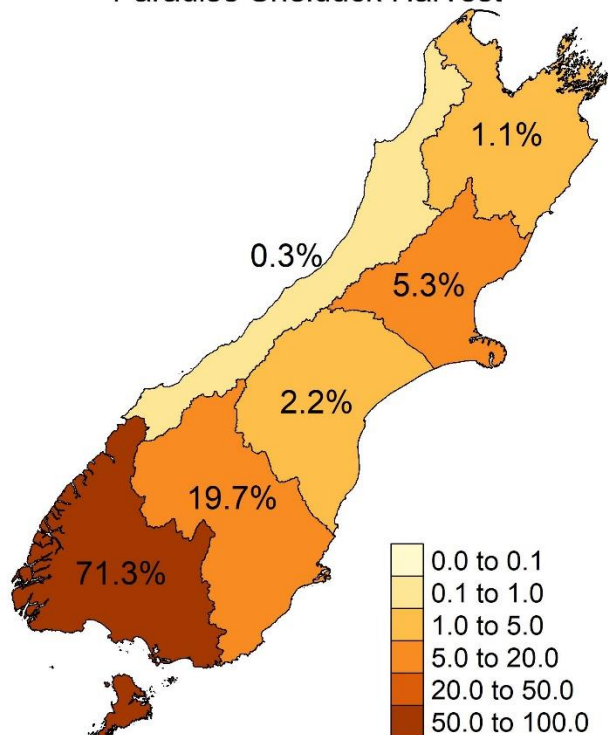 Paradise Shelduck Harvest
1.1%
0.3%
5.3%
2.2%
19.7%
71.3%
0.0 to 0.1
0.1 to 1.0
1.0 to 5.0
5.0 to 20.0
20.0 to 50.0
50.0 to 100.0